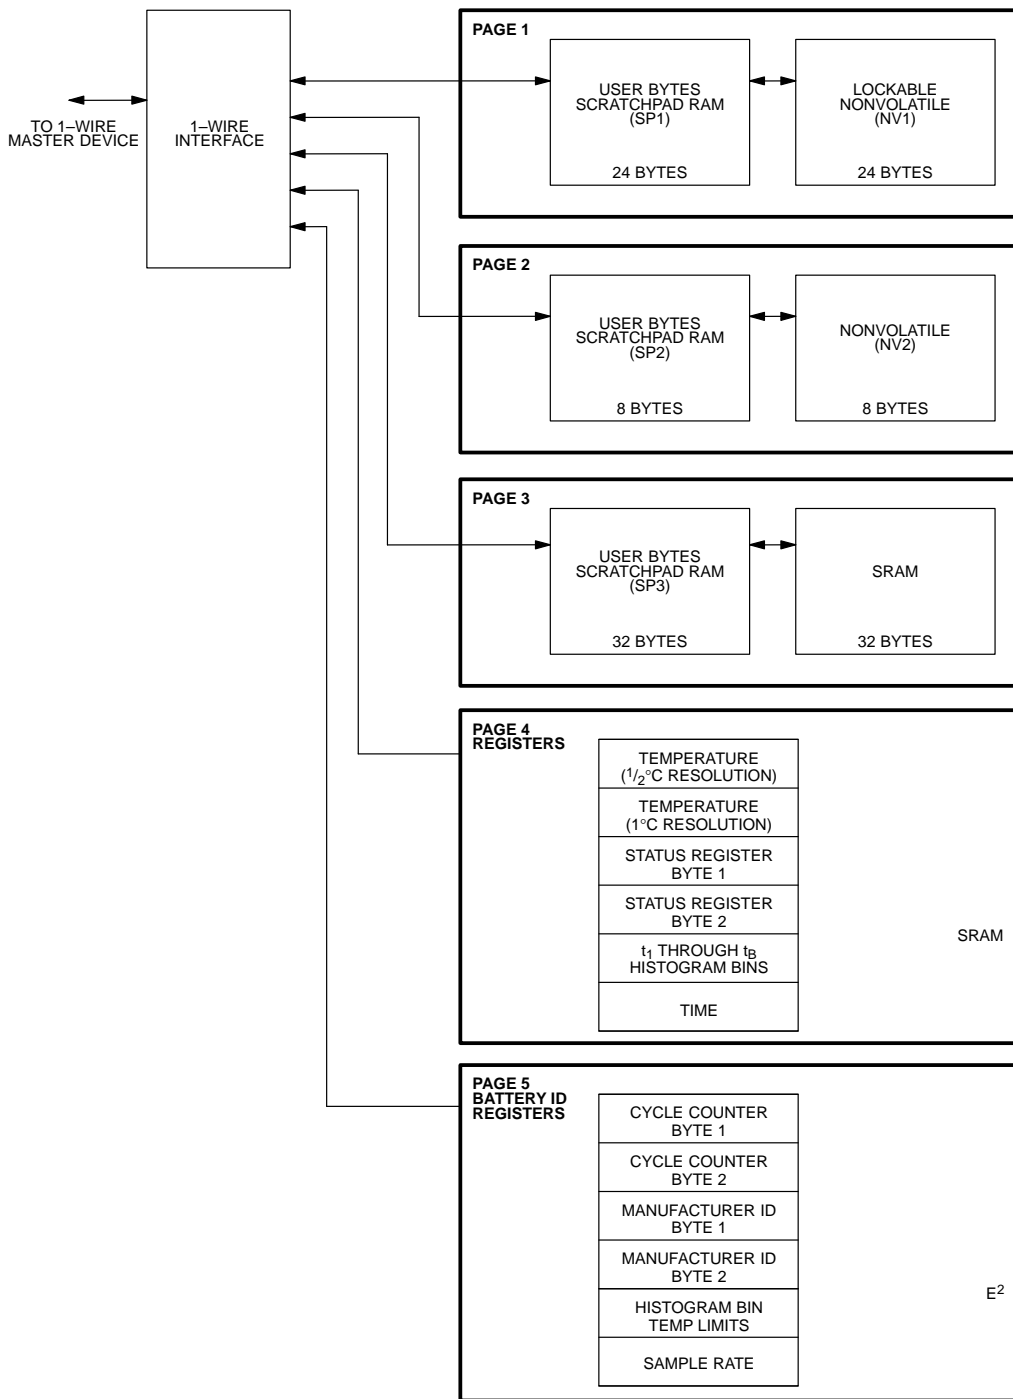 TO 1–WIRE
MASTER DEVICE
1–WIRE
INTERFACE
PAGE 1
USER BYTES
SCRATCHPAD RAM
(SP1)
24 BYTES
LOCKABLE
NONVOLATILE
(NV1)
24 BYTES
PAGE 2
USER BYTES
SCRATCHPAD RAM
(SP2)
8 BYTES
NONVOLATILE
(NV2)
8 BYTES
PAGE 3
USER BYTES
SCRATCHPAD RAM
(SP3)
32 BYTES
SRAM
32 BYTES
PAGE 4
REGISTERS
TEMPERATURE
(1/2°C RESOLUTION)
TEMPERATURE
(1°C RESOLUTION)
STATUS REGISTER
BYTE 1
STATUS REGISTER
BYTE 2
t1 THROUGH tB
HISTOGRAM BINS
TIME
SRAM
PAGE 5
BATTERY ID
REGISTERS
CYCLE COUNTER
BYTE 1
CYCLE COUNTER
BYTE 2
MANUFACTURER ID
BYTE 1
MANUFACTURER ID
BYTE 2
HISTOGRAM BIN
TEMP LIMITS
SAMPLE RATE
E2